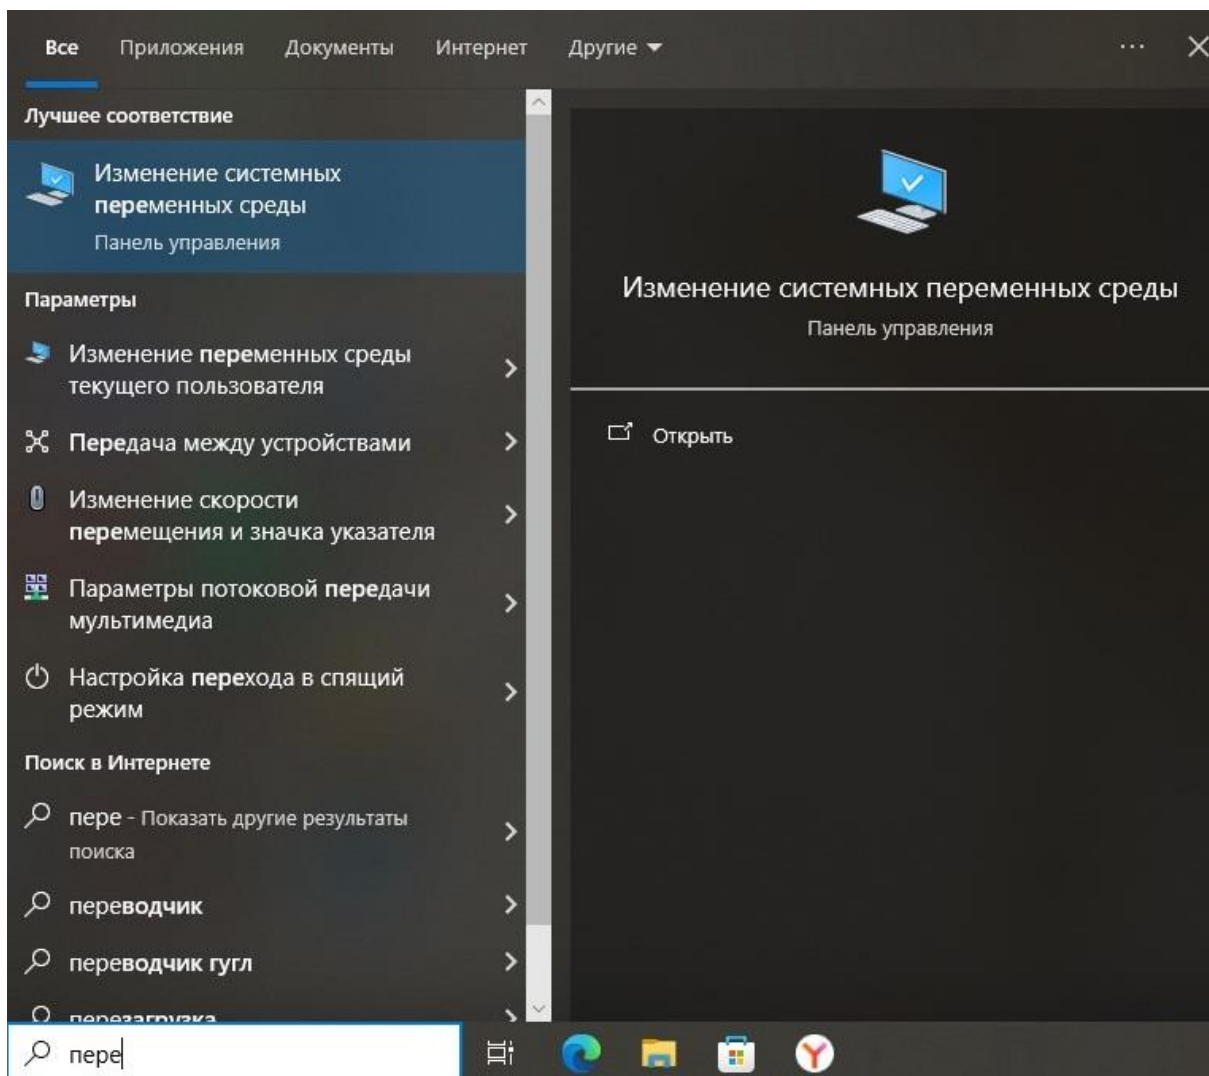 Все Приложения Документы Интернет Другие
Лучшее соответствие
Изменение системных
переменных среды
Панель управления
Параметры
Изменение переменных среды
текущего пользователя
Передача между устройствами
Изменение скорости
перемещения и значка указателя
Параметры потоковой передачи
мультимедиа
Настройка перехода в спящий
режим
Поиск в Интернете
пере - Показать другие результаты
поиска
переводчик
переводчик гугл
перезагрузка
пере
Изменение системных переменных среды
Панель управления
Открыть